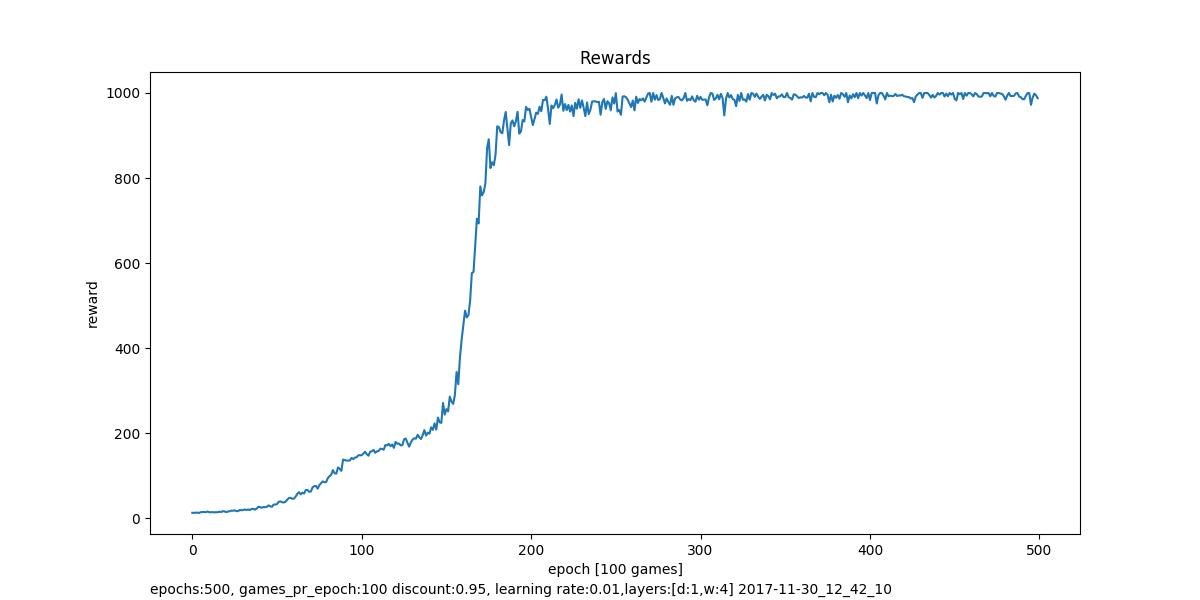 Rewards
1000
800
600
400
200
0
reward
0 100 200 300 400 500
epoch [100 games]
epochs:500, games_pr_epoch:100 discount:0.95, learning rate:0.01,layers:[d:1,w:4] 2017-11-30_12_42_10